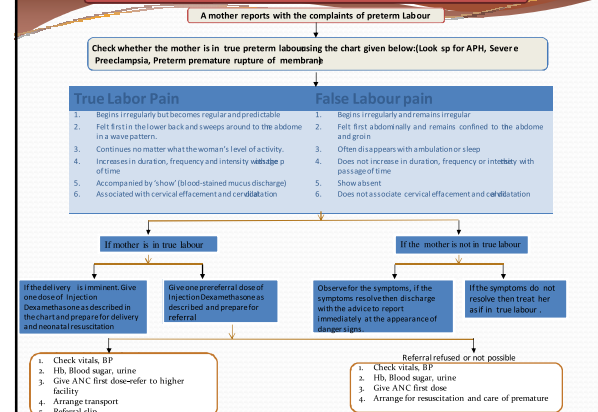 A mother reports with the complaints of preterm Labour
Check whether the mother is in true preterm labour using the chart given below:(Look sp for APH, Severe
Preeclampsia, Preterm premature rupture of membrane
True Labor Pain
1. Begins irregularly but becomes regular and predictable
2. Felt first in the lower back and sweeps around to the abdome
in a wave pattern.
3. Continues no matter what the woman's level of activity.
4. Increases in duration, frequency and intensity with
of time
5. Accompanied by 'show' (blood-stained mucus discharge)
6. Associated with cervical effacement and
False Labour pain
1. Begins irregularly and remains irregular
2. Felt first abdominally and remains confined to the abdome
and groin
3. Often disappears with ambulation or sleep
4. Does not increase in duration, frequency or intensity with
passage of time
5. Show absent
6. Does not associate cervical effacement and
If mother is in true labour
If the mother is not in true labour
If the delivery is imminent. Give
one dose of Injection
Dexamethasone as described in
the chart and prepare for delivery
and neonatal resuscitation
Give one prereferral dose of
Injection Dexamethasone as
described and prepare for
referral
Observe for the symptoms, if the
symptoms resolve then discharge
with the advice to report
immediately at the appearance of
danger signs.
If the symptoms do not
resolve then treat her
as if in true labour .
1. Check vitals, BP
2. Hb, Blood sugar, urine
3. Give ANC first dose-refer to higher
facility
4. Arrange transport
5. Referral slip
Referral refused or not possible
1. Check vitals, BP
2. Hb, Blood sugar, urine
3. Give ANC first dose
4. Arrange for resuscitation and care of premature